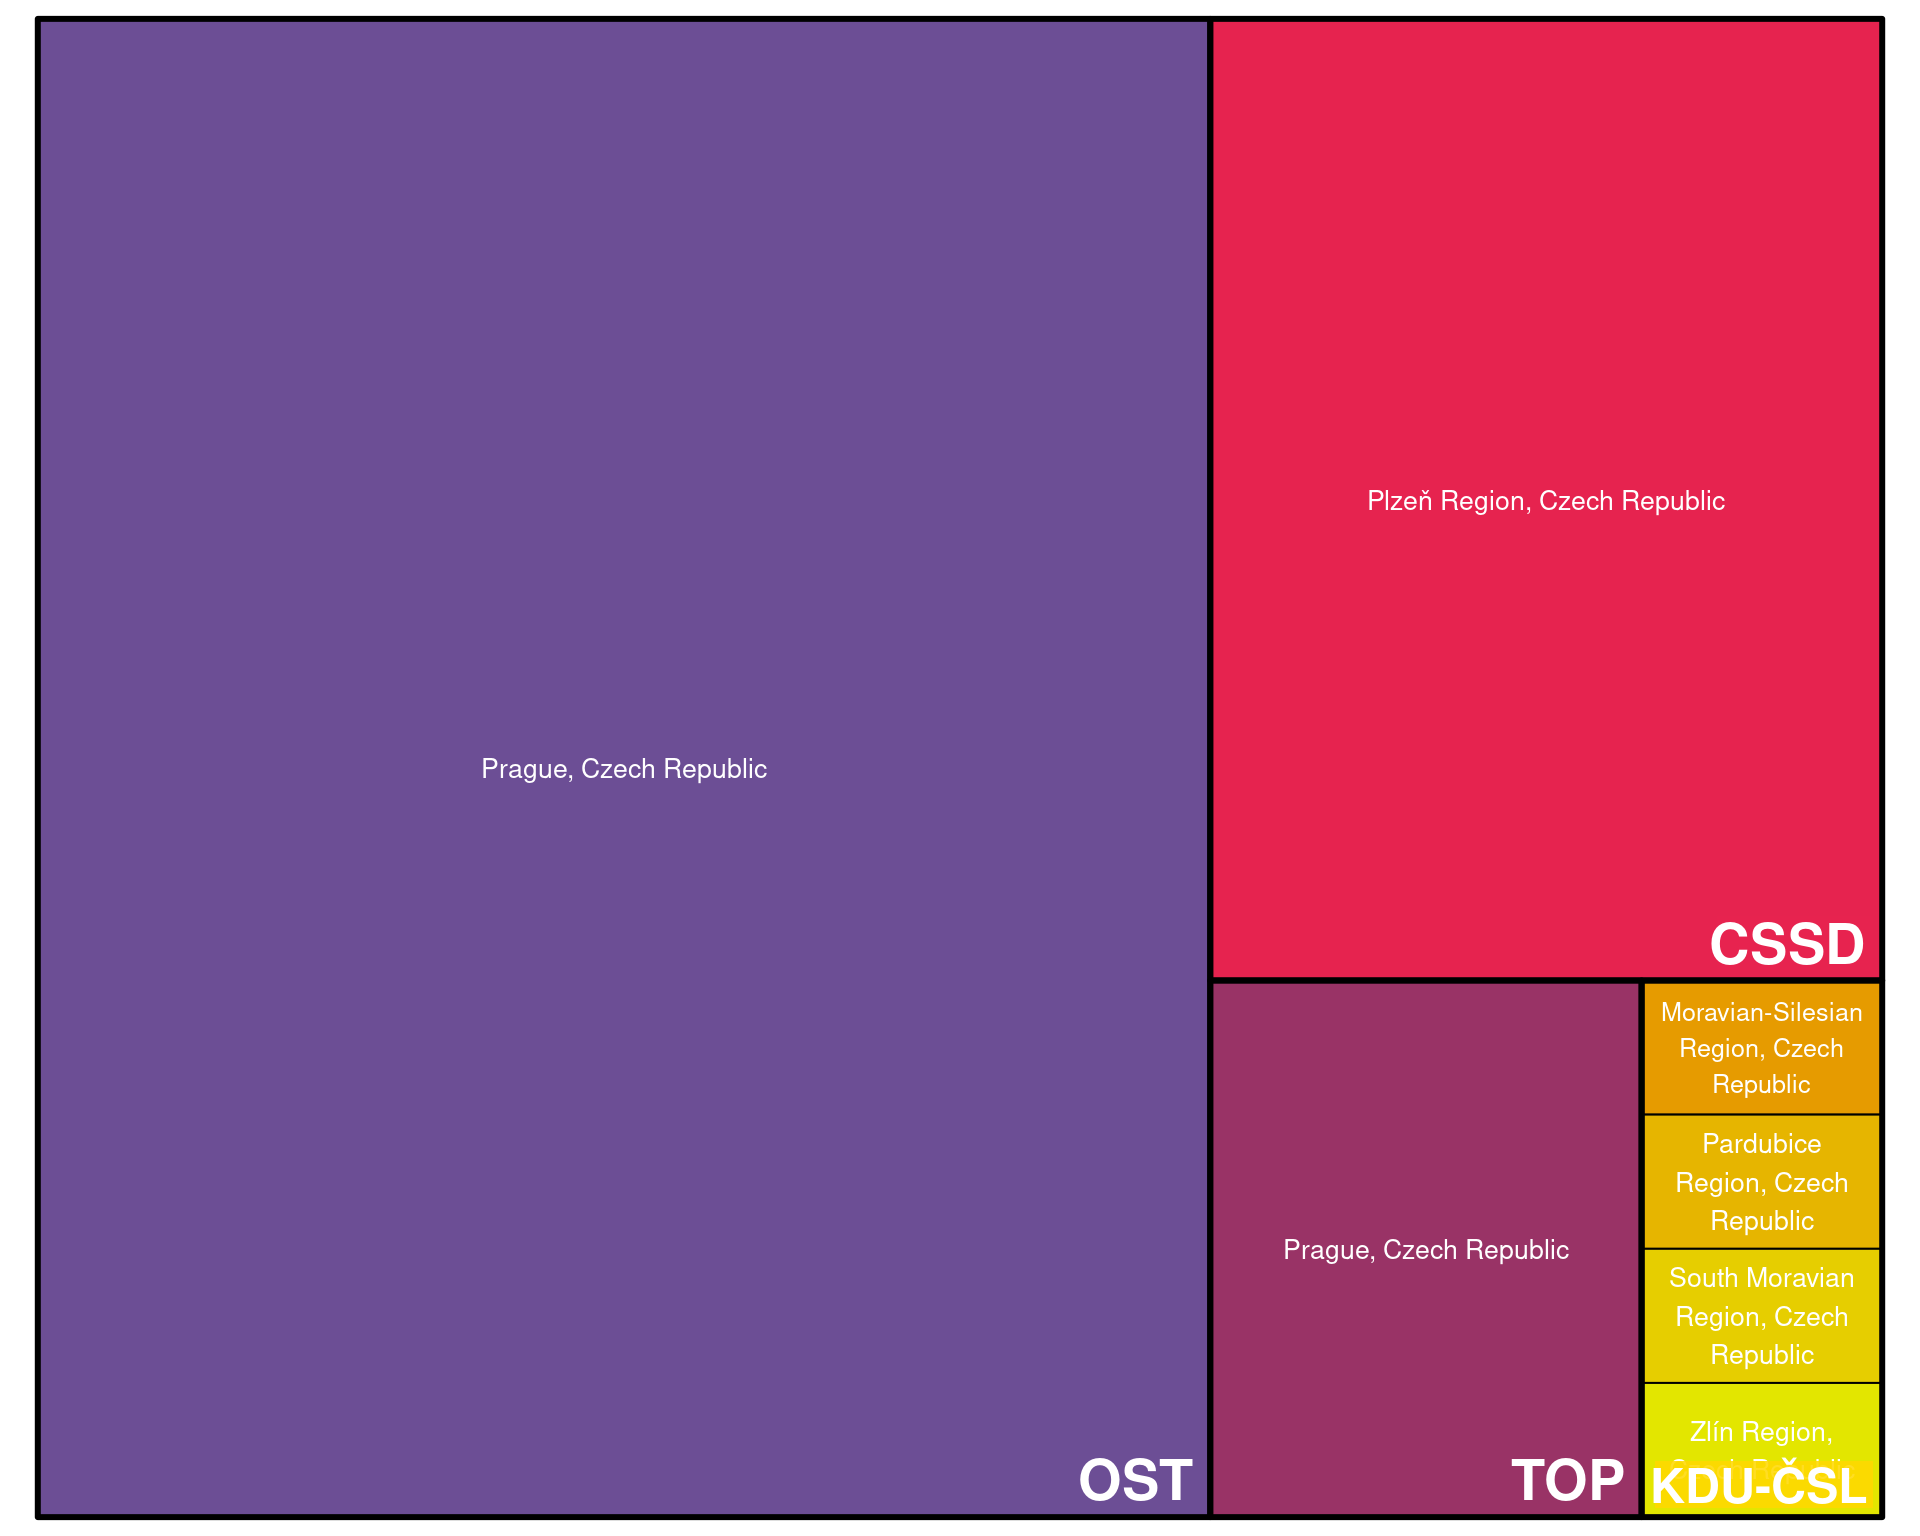 Prague, Czech Republic
OST
Plzeň Region, Czech Republic
CSSD
Prague, Czech Republic
TOP
Moravian-Silesian
Region, Czech
Republic
Pardubice
Region, Czech
Republic
South Moravian
Region, Czech
Republic
Zlín Region,
KDU-ČSL